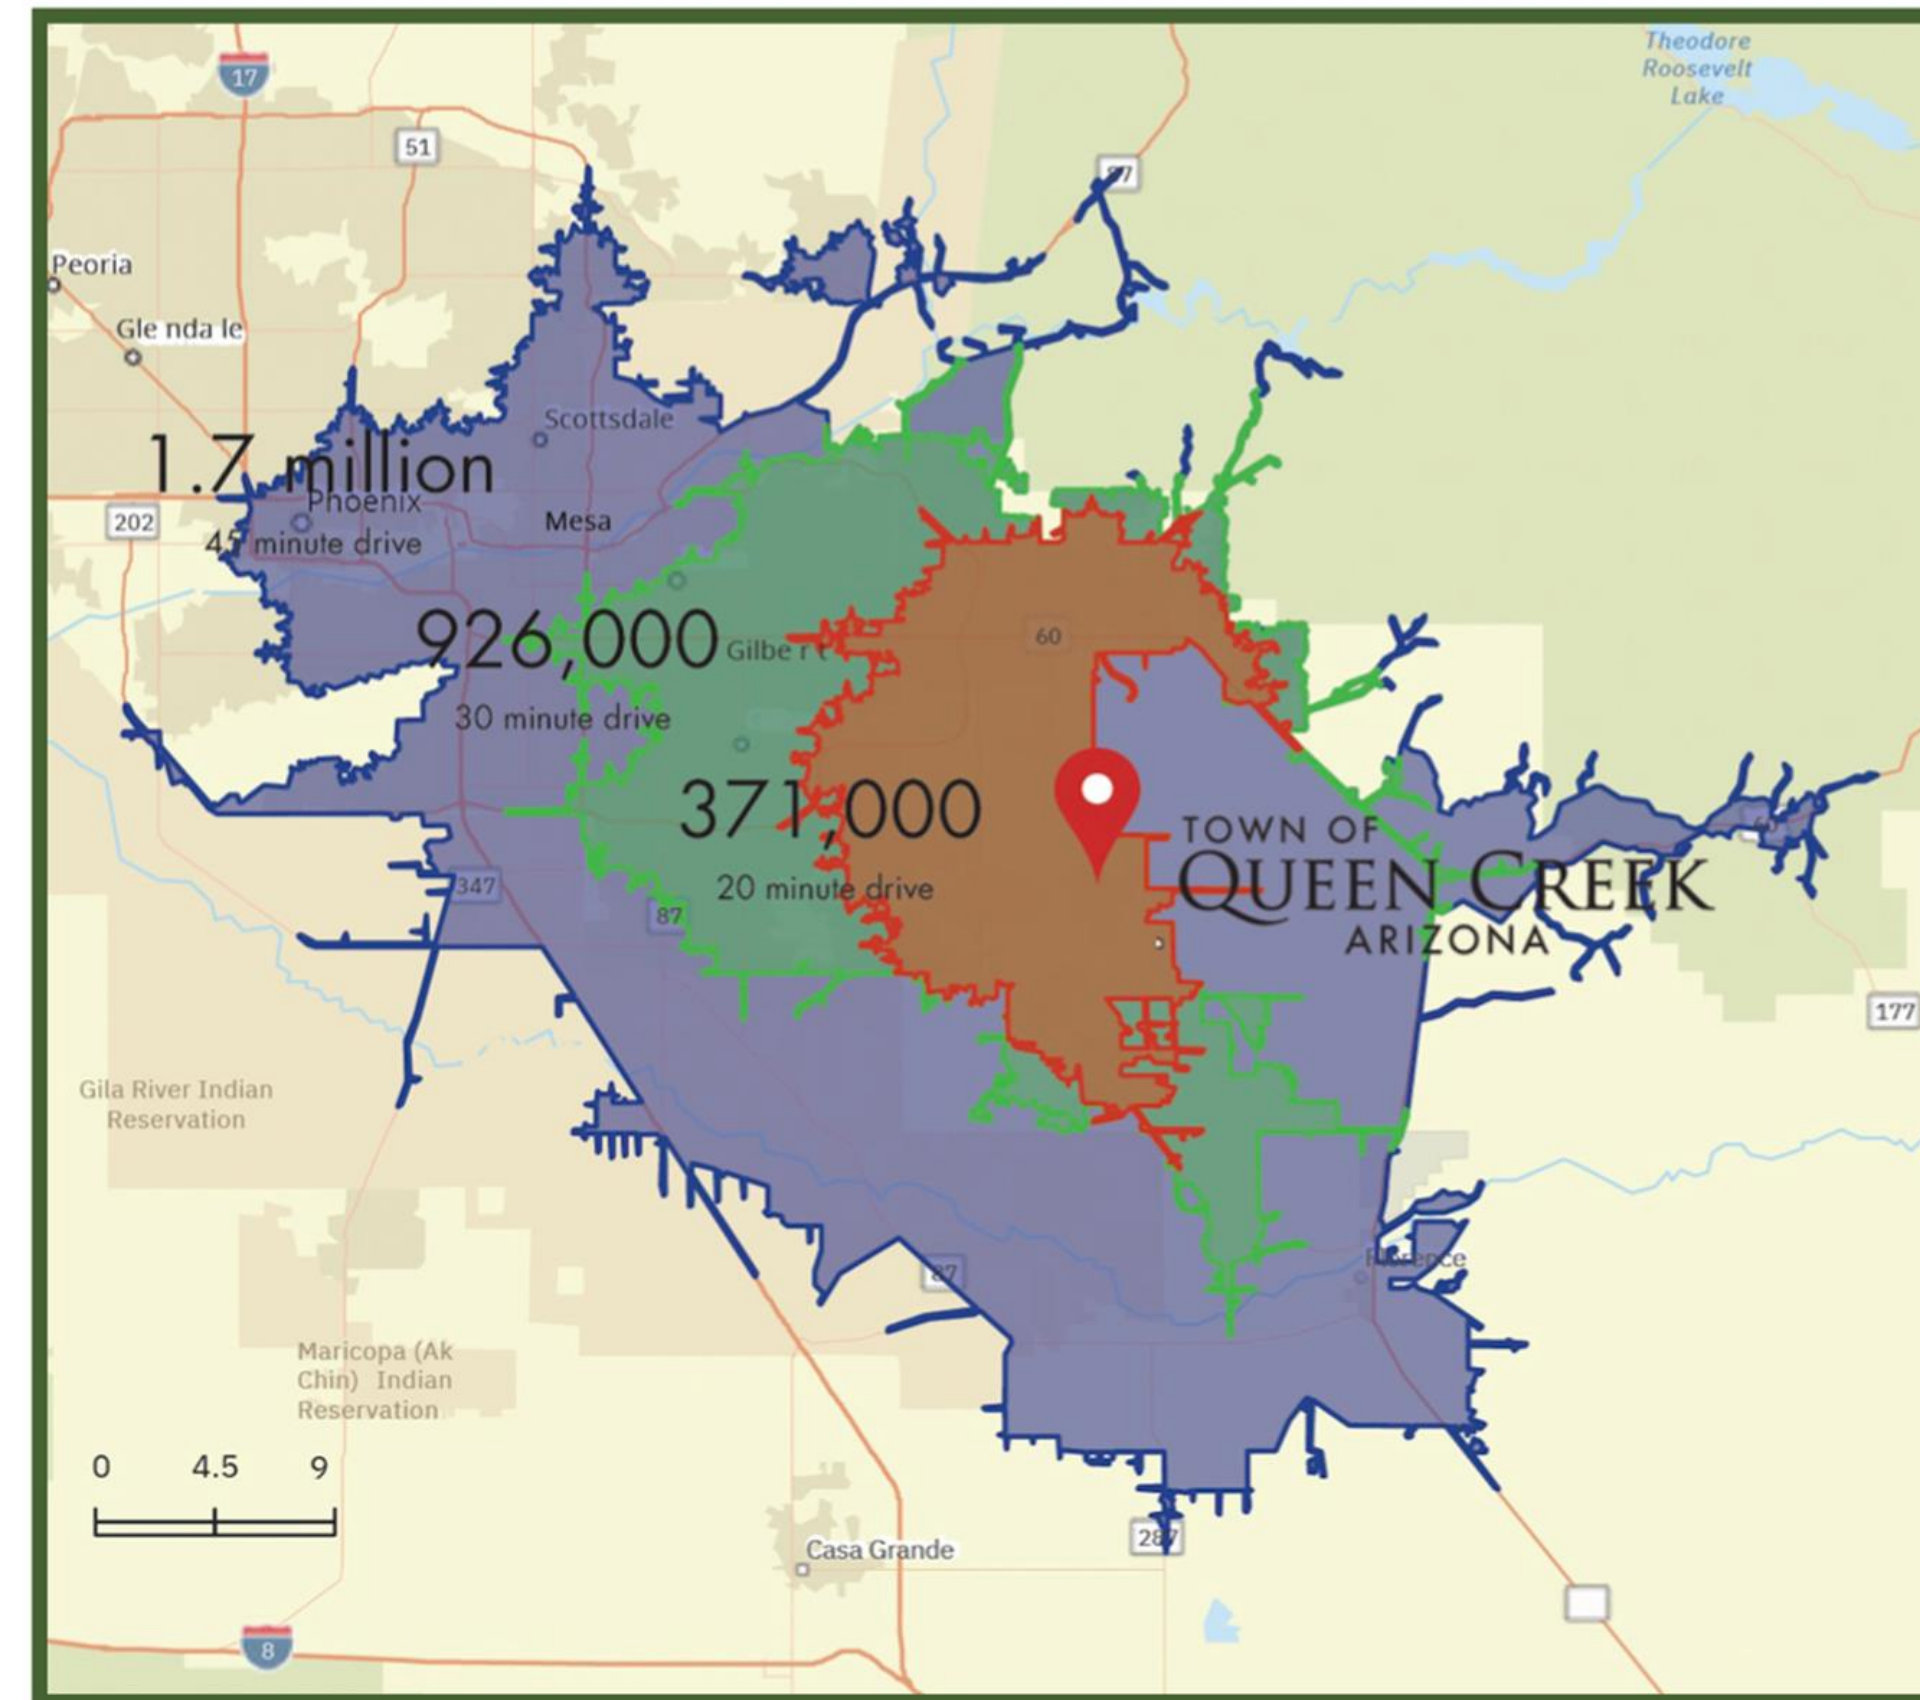 Theodore
Roosevelt
Lake
17
51
87
Peoria
Gle nda le
Scottsdale
1.7 million
Phoenix
202
Mesa
45 minute drive
926,000
Gilbe r t
60
30 minute drive
371,000
TOWN OF
QUEEN CREEK
ARIZONA
20 minute drive
347
87
177
Gila River Indian
Reservation
Florence
87
Maricopa (Ak
Chin) Indian
Reservation
0 4.5 9
287
Casa Grande
8